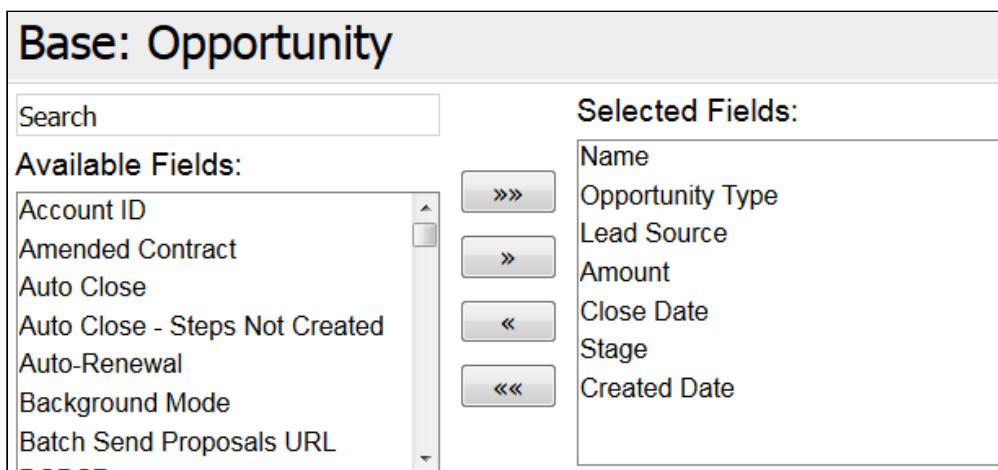 Base: Opportunity
Search
Available Fields:
Account ID
Amended Contract
Auto Close
Auto Close - Steps Not Created
Auto-Renewal
Background Mode
Batch Send Proposals URL
»»
»
«
««
Selected Fields:
Name
Opportunity Type
Lead Source
Amount
Close Date
Stage
Created Date